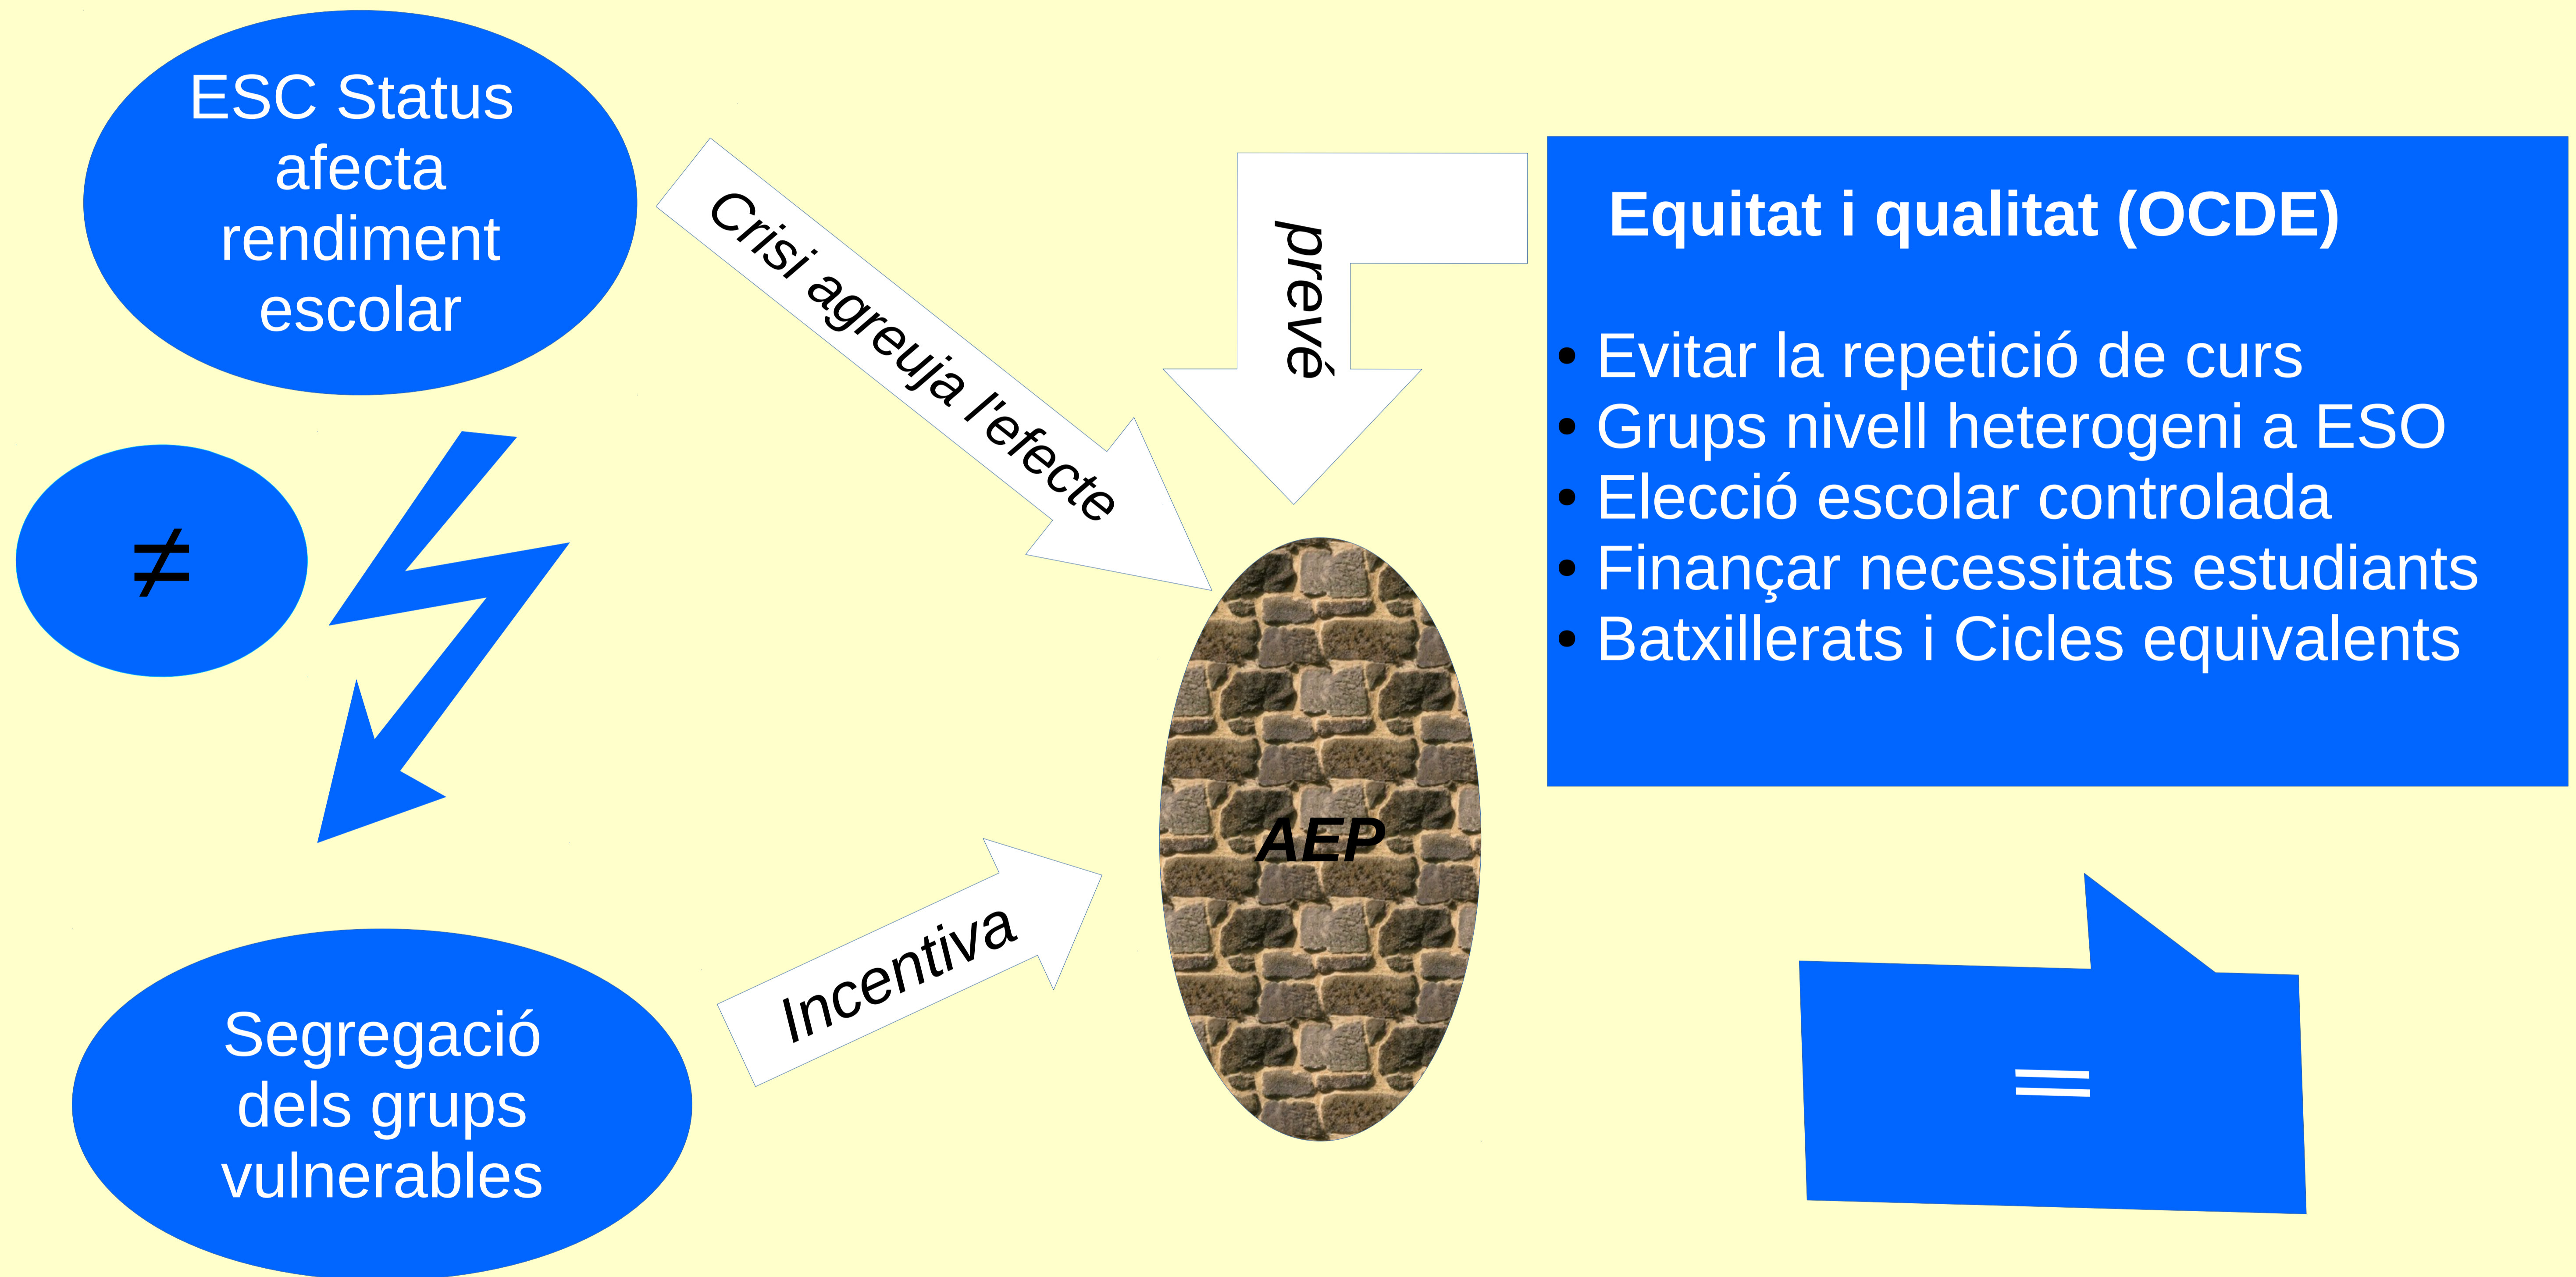 ESC Status
afecta
rendiment
escolar
≠
Segregació
dels grups
vulnerables
Crisi agreuja l'efecte
Incentiva
prevé
AEP
Equitat i qualitat (OCDE)
• Evitar la repetició de curs
• Grups nivell heterogeni a ESO
• Elecció escolar controlada
• Finançar necessitats estudiants
• Batxillerats i Cicles equivalents
=